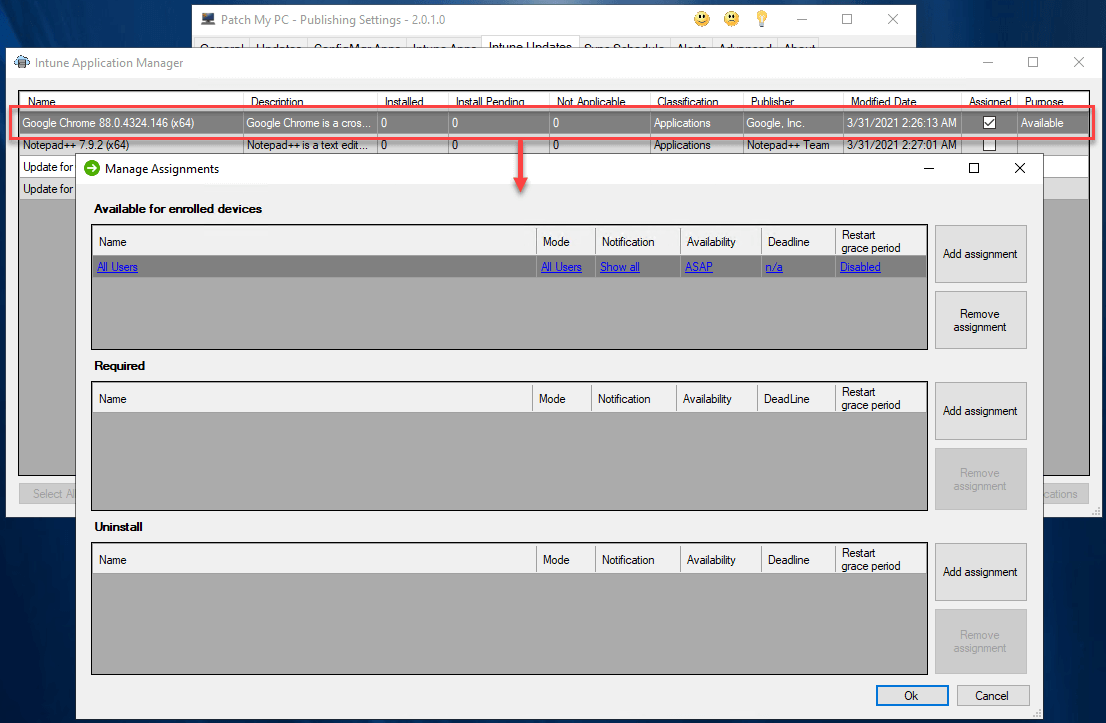 Patch My PC - Publishing Settings - 2.0.1.0
General Updates ConfigMgr Apps Intune Apps Intune Updates Sync Schedule Alerts Advanced About
Intune Application Manager
Name Description Installed Install Pending Not Applicable Classification Publisher Modified Date Assigned Purpose
Google Chrome 88.0.4324.146 (x64) Google Chrome is a cros... 0 0 0 Applications Google, Inc. 3/31/2021 2:26:13 AM Available
Notepad++ 7.9.2 (x64) Notepad++ is a text edit... 0 0 0 Applications Notepad++ Team 3/31/2021 2:27:01 AM
Update for
Update for
Select All
cations
Manage Assignments
Available for enrolled devices
Name Mode Notification Availability Deadline Restart
grace period
All Users All Users Show all ASAP n/a Disabled
Add assignment
Remove
assignment
Required
Name Mode Notification Availability DeadLine Restart
grace period
Add assignment
Remove
assignment
Uninstall
Name Mode Notification Availability Deadline Restart
grace period
Add assignment
Remove
assignment
Ok Cancel